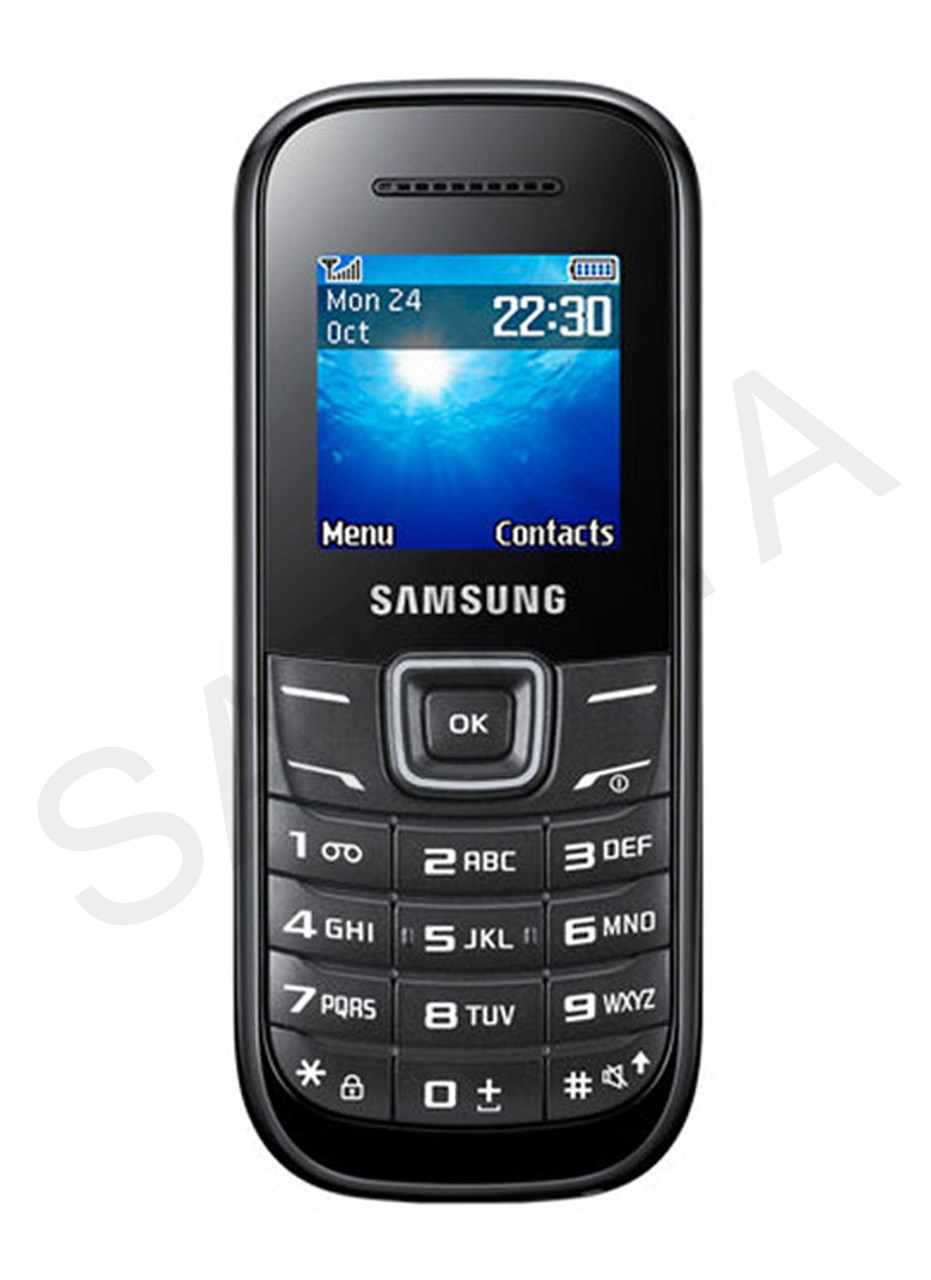 Mon 24
Oct
22:30
Menu
Contacts
SAMSUNG
OK
1
2 ABC
3 DEF
4 GHI
5 JKL
6 MNO
7 PQRS
8 TUV
9 WXYZ
*
0 +
#